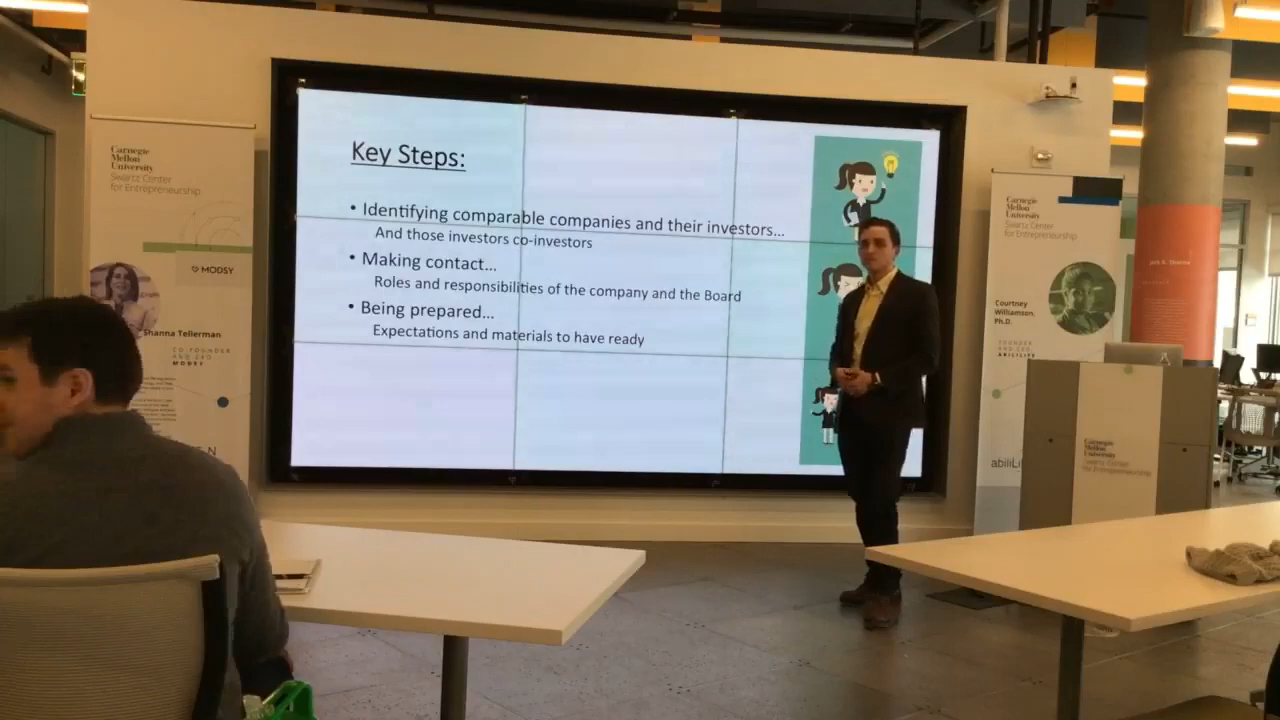 Key Steps:
• Identifying comparable companies and their investors...
And those investors co-investors
• Making contact...
Roles and responsibilities of the company and the Board
• Being prepared...
Expectations and materials to have ready
Carnegie
Mellon
University
Swartz Center
for Entrepreneurship
MODSY
Shanna Tellerman
CO-FOUNDER
AND CEO
MODSY
Carnegie
Mellon
University
Swartz Center
for Entrepreneurship
Courtney
Williamson,
Ph.D.
FOUNDER
AND CEO
ABILILIFE
abiliLi
Carnegie
Mellon
University
Swartz Center
for Entrepreneurship